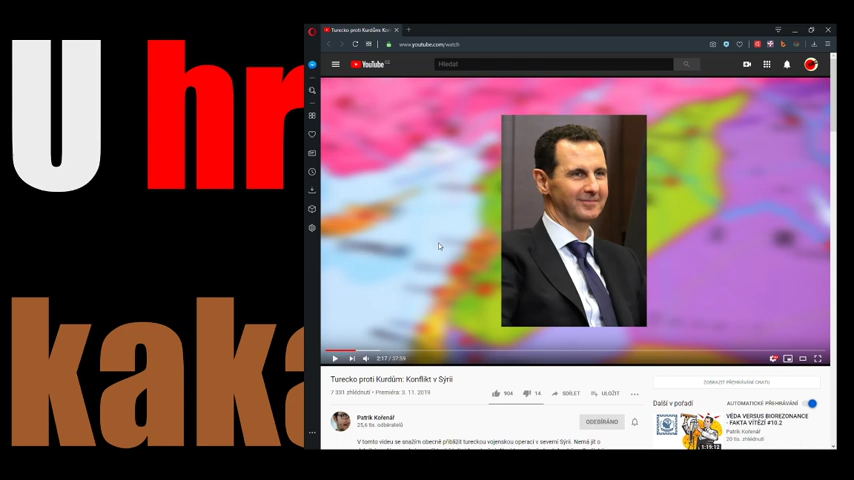 U hr
kaka
Turecko proti Kurdům: Kon
www.youtube.com/watch
YouTube CZ
Hledat
2:17 / 37:59
Turecko proti Kurdům: Konflikt v Sýrii
7 331 zhlédnutí • Premiéra: 3. 11. 2019
904
14
SDÍLET
ULOŽIT
Patrik Kořenář
25,6 tis. odběratelů
ODEBÍRÁNO
V tomto videu se snažím obecně přiblížit tureckou vojenskou operaci v severní Sýrii. Nemá jít o
ZOBRAZIT PŘEHRÁVÁNÍ CHATU
Další v pořadí
AUTOMATICKÉ PŘEHRÁVÁNÍ
VĚDA VERSUS BIOREZONANCE
- FAKTA VÍTĚZÍ #10.2
Patrik Kořenář
20 tis. zhlédnutí
1:19:12